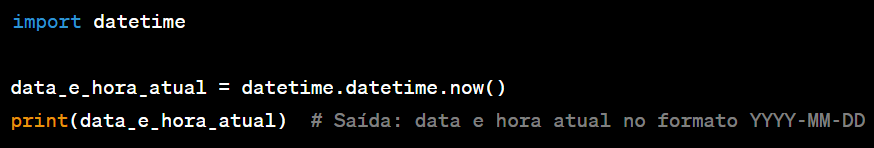 import datetime
data_e_hora_atual = datetime.datetime.now()
print(data_e_hora_atual)  # Saída: data e hora atual no formato YYYY-MM-DD